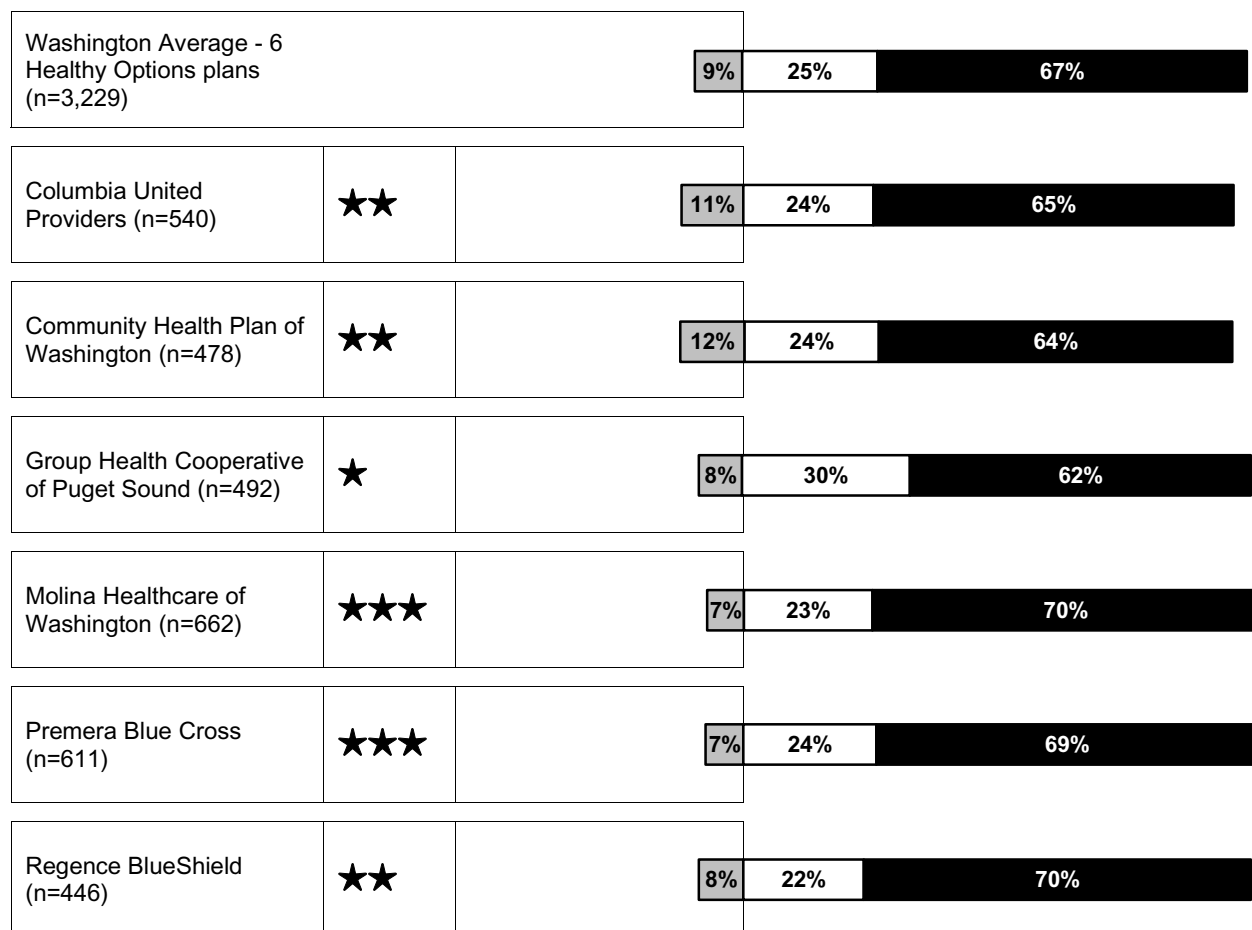 Washington Average - 6
Healthy Options plans
(n=3,229)
9% 25% 67%
Columbia United
Providers (n=540)
★★
11% 24% 65%
Community Health Plan of
Washington (n=478)
★★
12% 24% 64%
Group Health Cooperative
of Puget Sound (n=492)
★
8% 30% 62%
Molina Healthcare of
Washington (n=662)
★★★
7% 23% 70%
Premera Blue Cross
(n=611)
★★★
7% 24% 69%
Regence BlueShield
(n=446)
★★
8% 22% 70%